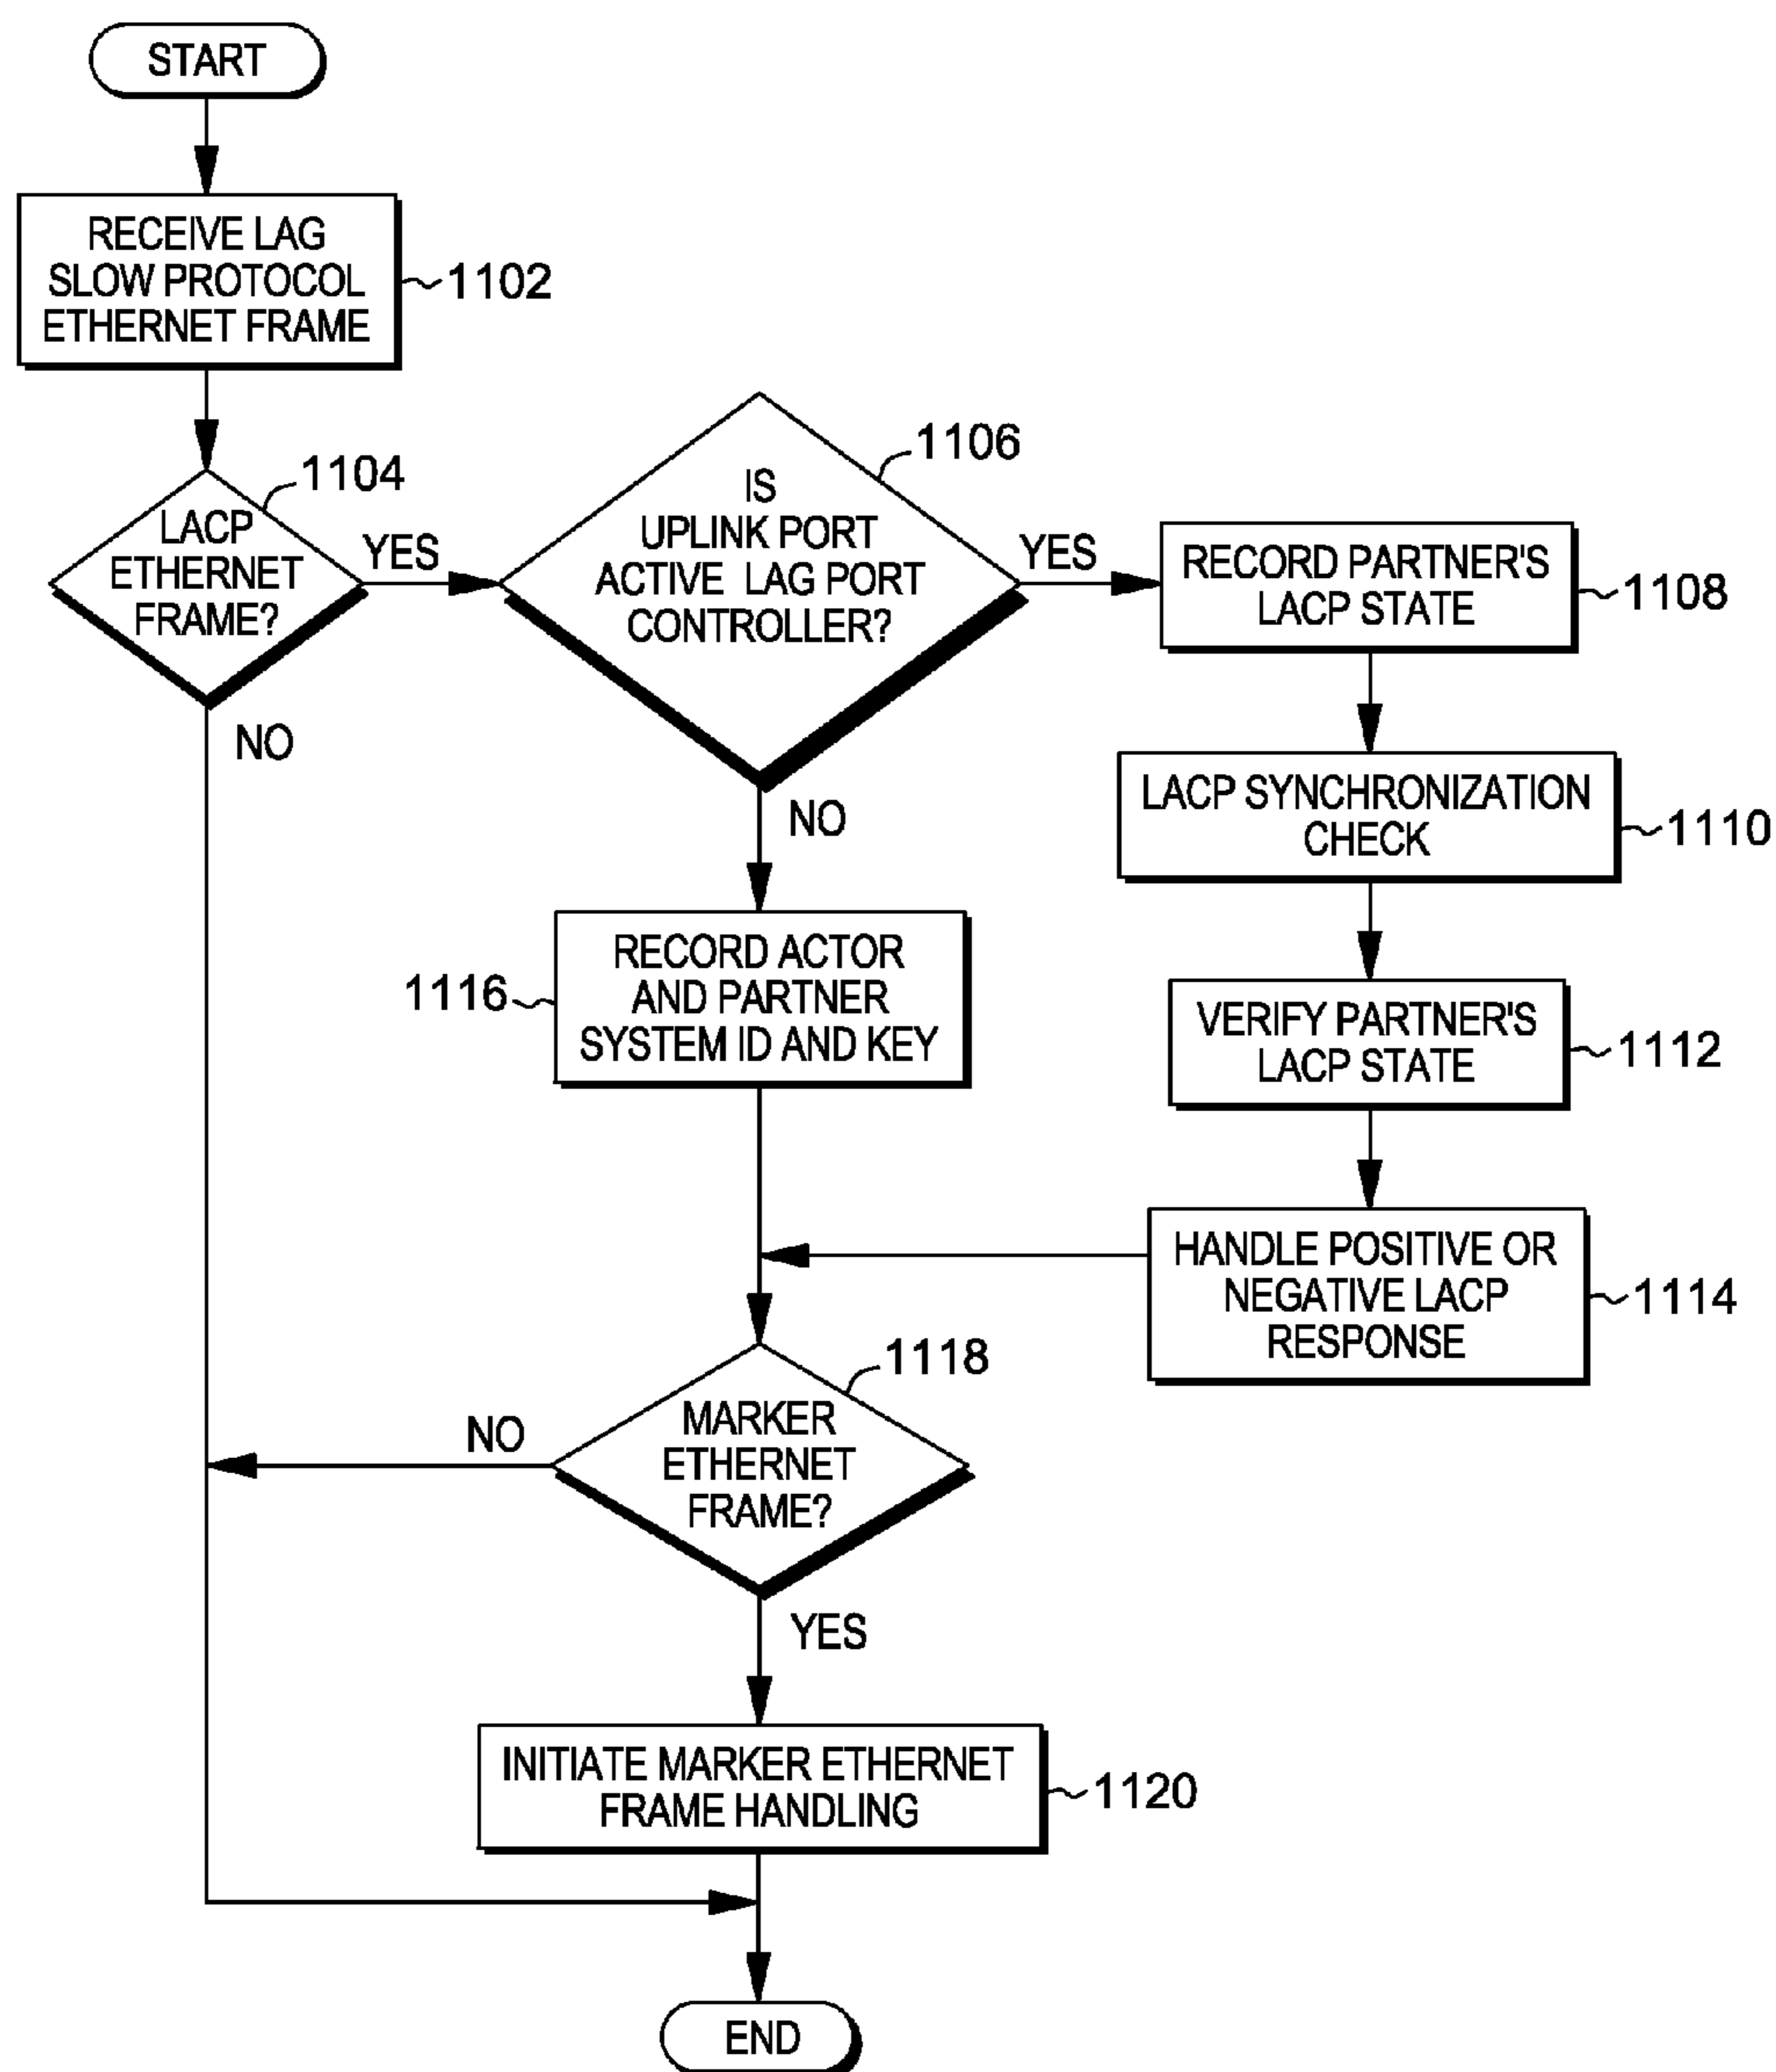 START
RECEIVE LAG
SLOW PROTOCOL
ETHERNET FRAME
1102
1104
LACP
ETHERNET
FRAME?
YES
NO
1106
IS
UPLINK PORT
ACTIVE LAG PORT
CONTROLLER?
YES
NO
RECORD PARTNER'S
LACP STATE
1108
LACP SYNCHRONIZATION
CHECK
1110
VERIFY PARTNER'S
LACP STATE
1112
HANDLE POSITIVE OR
NEGATIVE LACP
RESPONSE
1114
RECORD ACTOR
AND PARTNER
SYSTEM ID AND KEY
1116
1118
MARKER
ETHERNET
FRAME?
NO
YES
INITIATE MARKER ETHERNET
FRAME HANDLING
1120
END